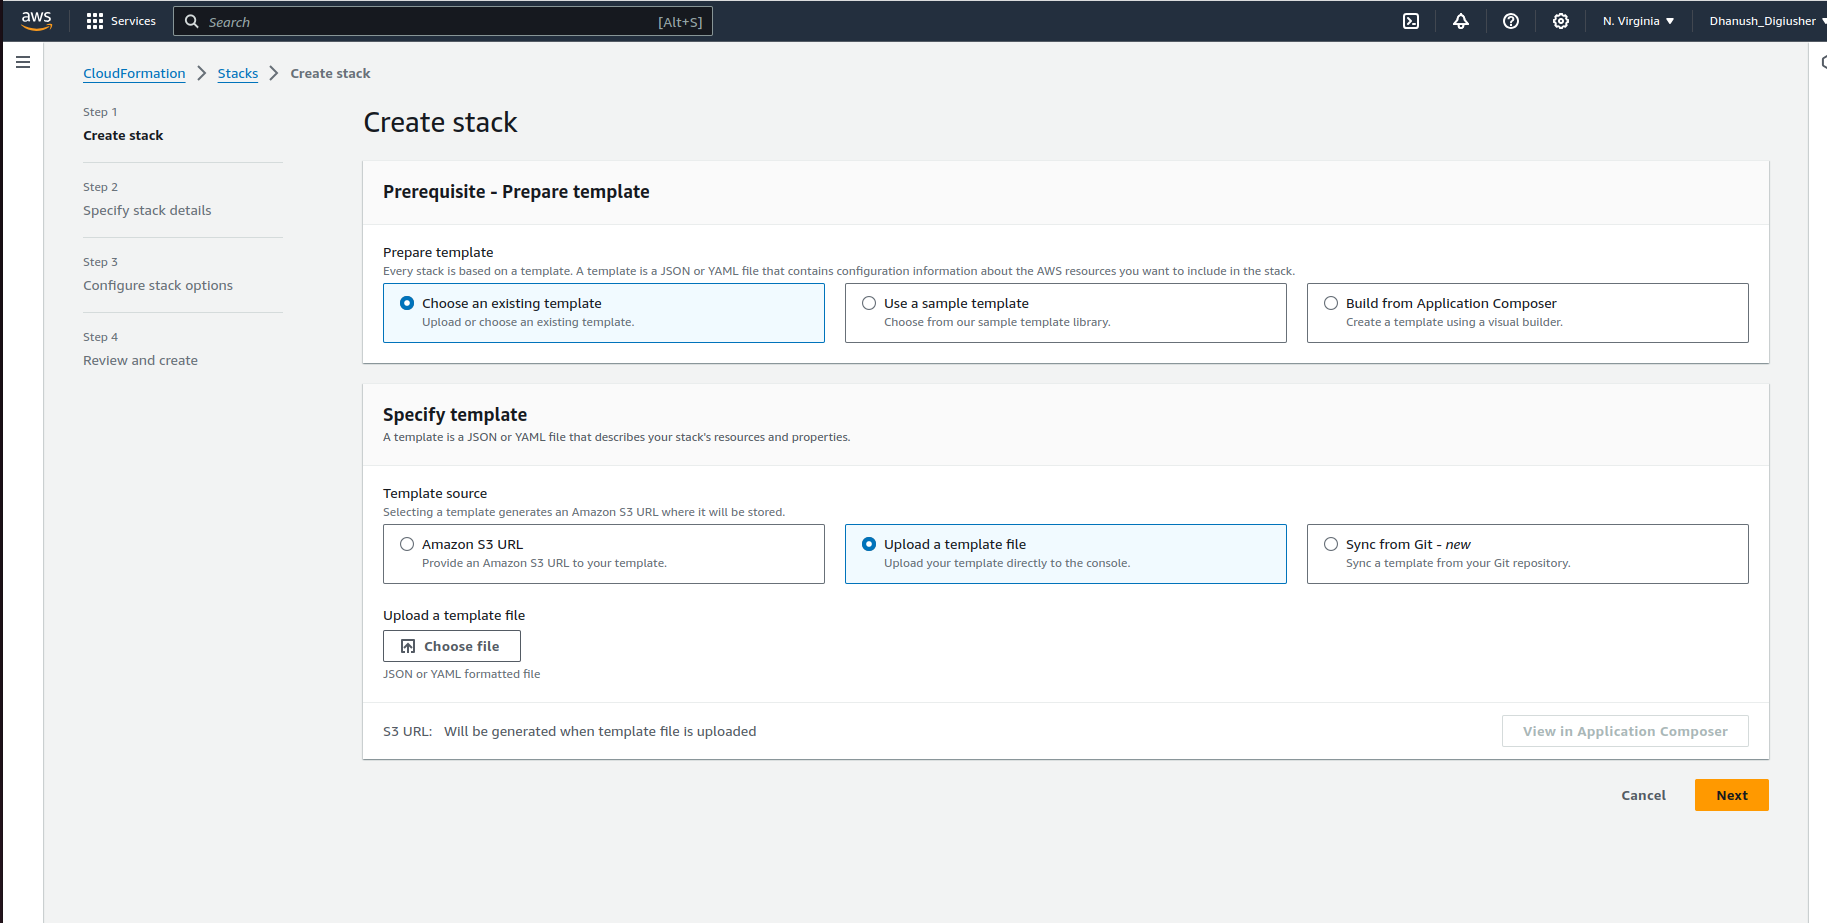 aws
Services
Search
[Alt+S]
N. Virginia
Dhanush_Digiusher
CloudFormation
Stacks
Create stack
Step 1
Create stack
Step 2
Specify stack details
Step 3
Configure stack options
Step 4
Review and create
Create stack
Prerequisite - Prepare template
Prepare template
Every stack is based on a template. A template is a JSON or YAML file that contains configuration information about the AWS resources you want to include in the stack.
Choose an existing template
Upload or choose an existing template.
Use a sample template
Choose from our sample template library.
Build from Application Composer
Create a template using a visual builder.
Specify template
A template is a JSON or YAML file that describes your stack's resources and properties.
Template source
Selecting a template generates an Amazon S3 URL where it will be stored.
Amazon S3 URL
Provide an Amazon S3 URL to your template.
Upload a template file
Upload your template directly to the console.
Sync from Git - new
Sync a template from your Git repository.
Upload a template file
Choose file
JSON or YAML formatted file
S3 URL: Will be generated when template file is uploaded
View in Application Composer
Cancel
Next